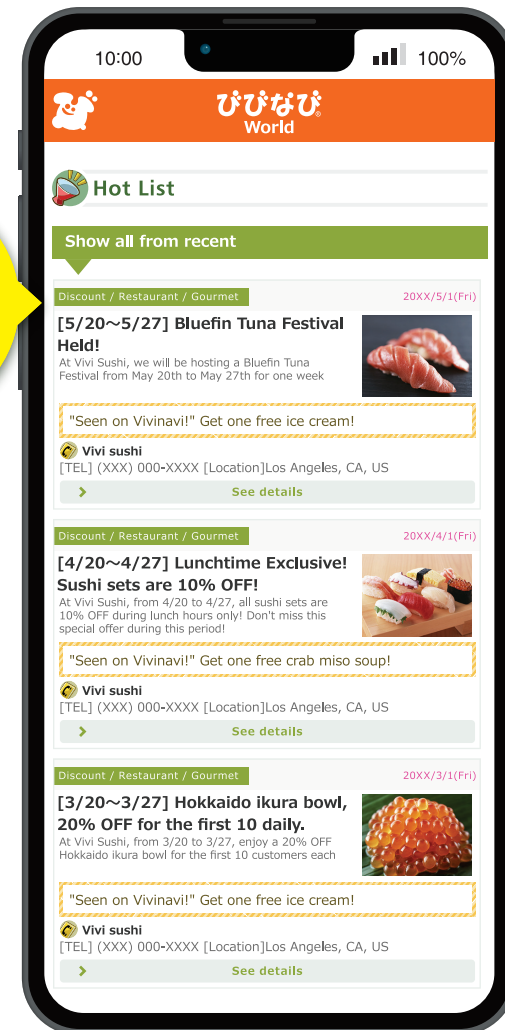 10:00
100%
びびなび®
World
Hot List
Show all from recent
Discount / Restaurant / Gourmet 20XX/5/1(Fri)
[5/20～5/27] Bluefin Tuna Festival
Held!
At Vivi Sushi, we will be hosting a Bluefin Tuna
Festival from May 20th to May 27th for one week
"Seen on Vivinavi!" Get one free ice cream!
Vivi sushi
[TEL] (XXX) 000-XXXX [Location]Los Angeles, CA, US
See details
Discount / Restaurant / Gourmet 20XX/4/1(Fri)
[4/20～4/27] Lunchtime Exclusive!
Sushi sets are 10% OFF!
At Vivi Sushi, from 4/20 to 4/27, all sushi sets are
10% OFF during lunch hours only! Don't miss this
special offer during this period!
"Seen on Vivinavi!" Get one free crab miso soup!
Vivi sushi
[TEL] (XXX) 000-XXXX [Location]Los Angeles, CA, US
See details
Discount / Restaurant / Gourmet 20XX/3/1(Fri)
[3/20～3/27] Hokkaido ikura bowl,
20% OFF for the first 10 daily.
At Vivi Sushi, from 3/20 to 3/27, enjoy a 20% OFF
Hokkaido ikura bowl for the first 10 customers each
"Seen on Vivinavi!" Get one free ice cream!
Vivi sushi
[TEL] (XXX) 000-XXXX [Location]Los Angeles, CA, US
See details